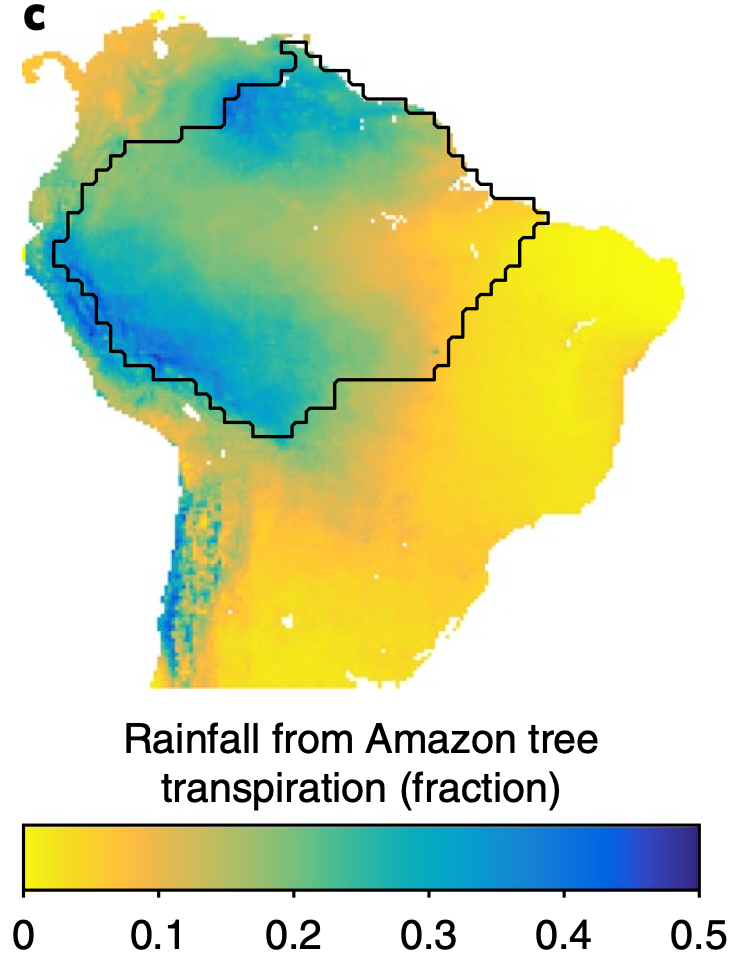 c
Rainfall from Amazon tree
transpiration (fraction)
0 0.1 0.2 0.3 0.4 0.5